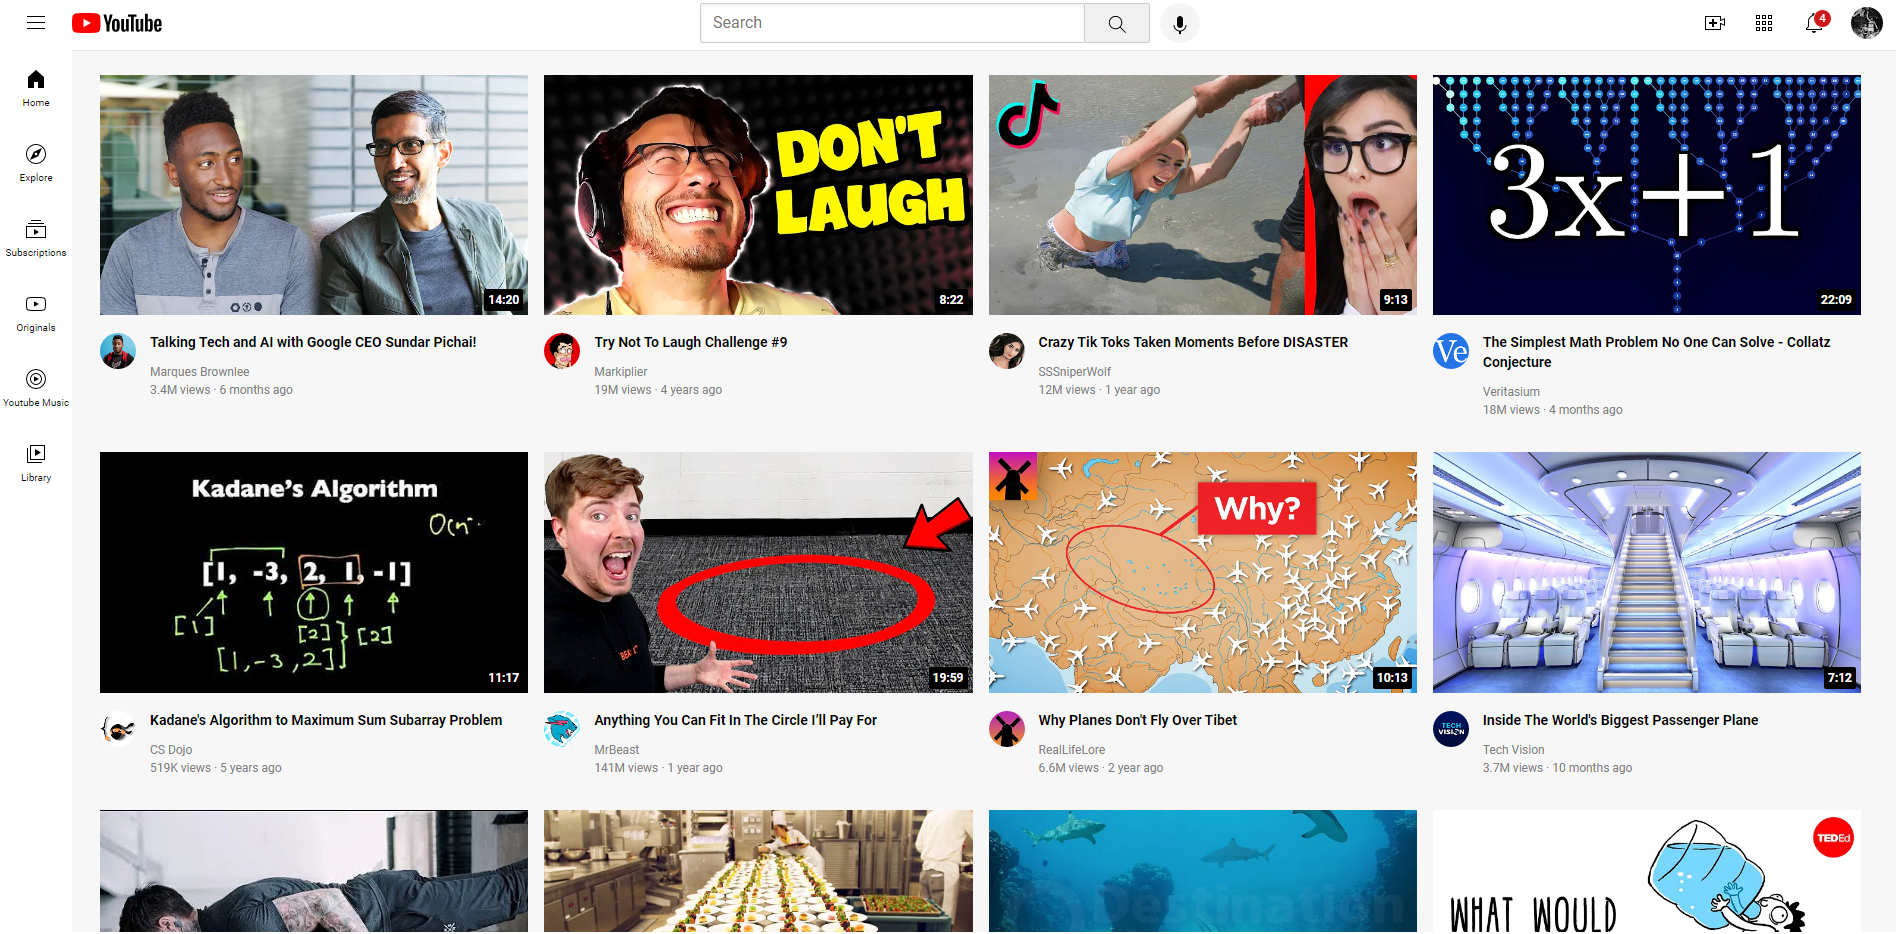 YouTube
Search
4
Home
Explore
Subscriptions
Originals
Youtube Music
Library
14:20
Talking Tech and AI with Google CEO Sundar Pichai!
Marques Brownlee
3.4M views · 6 months ago
DON'T
LAUGH
8:22
Try Not To Laugh Challenge #9
Markiplier
19M views · 4 years ago
9:13
Crazy Tik Toks Taken Moments Before DISASTER
SSSniperWolf
12M views · 1 year ago
3x+1
22:09
Ve
The Simplest Math Problem No One Can Solve - Collatz
Conjecture
Veritasium
18M views · 4 months ago
Kadane's Algorithm
[1, -3, 2, 1, -1]
[1]
[2]
[2]
[1,-3,2]
11:17
Kadane's Algorithm to Maximum Sum Subarray Problem
CS Dojo
519K views · 5 years ago
19:59
Anything You Can Fit In The Circle I’ll Pay For
MrBeast
141M views · 1 year ago
Why?
10:13
Why Planes Don't Fly Over Tibet
RealLifeLore
6.6M views · 2 year ago
7:12
TECH
VISION
Inside The World's Biggest Passenger Plane
Tech Vision
3.7M views · 10 months ago
Destination
TEDEd
WHAT WOULD